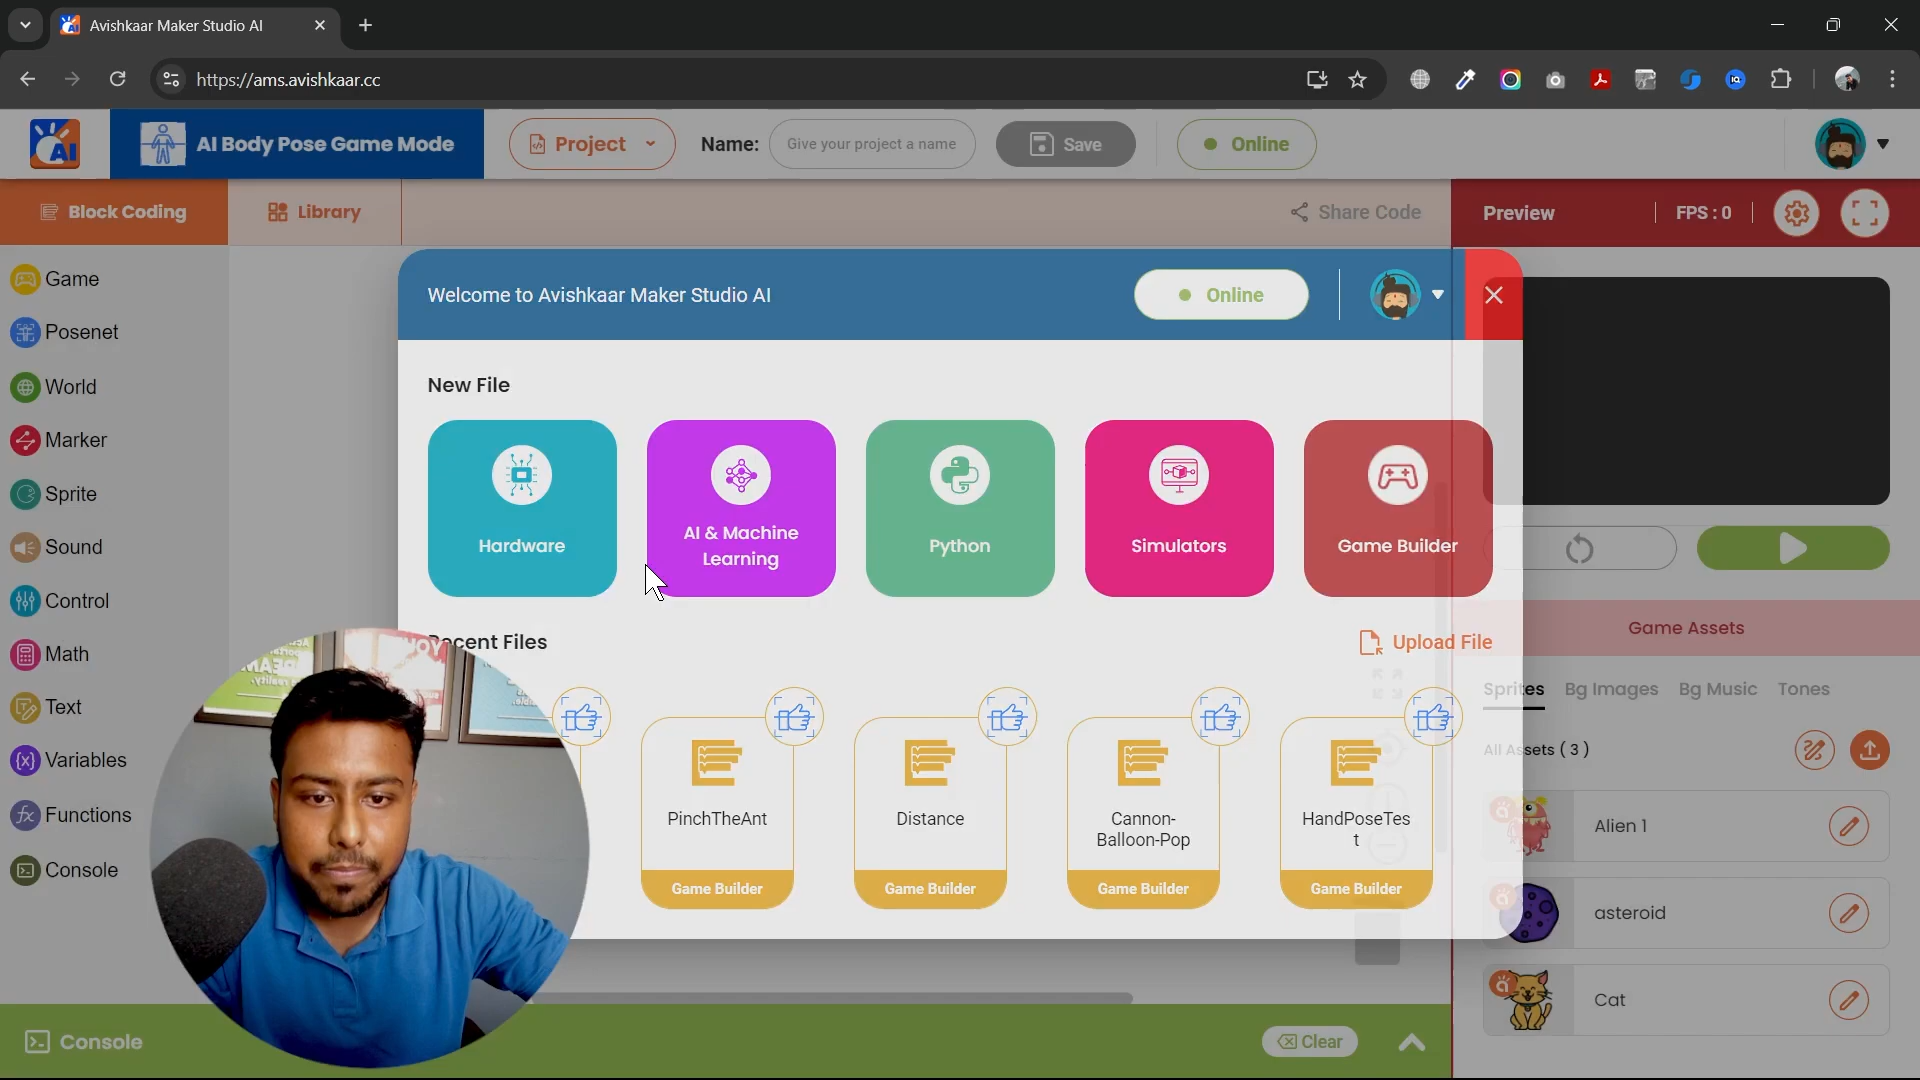 Avishkaar Maker Studio AI
https://ams.avishkaar.cc
AI
AI Body Pose Game Mode
Project
Name:
Give your project a name
Save
Online
Block Coding
Library
Share Code
Preview
FPS : 0
Game
Posenet
World
Marker
Sprite
Sound
Control
Math
Text
Variables
Functions
Console
Welcome to Avishkaar Maker Studio AI
Online
New File
Hardware
AI & Machine
Learning
Python
Simulators
Game Builder
Recent Files
Upload File
PinchTheAnt
Game Builder
Distance
Game Builder
Cannon-
Balloon-Pop
Game Builder
HandPoseTes
t
Game Builder
Game Assets
Sprites
Bg Images
Bg Music
Tones
All Assets ( 3 )
Alien 1
asteroid
Cat
Console
Clear